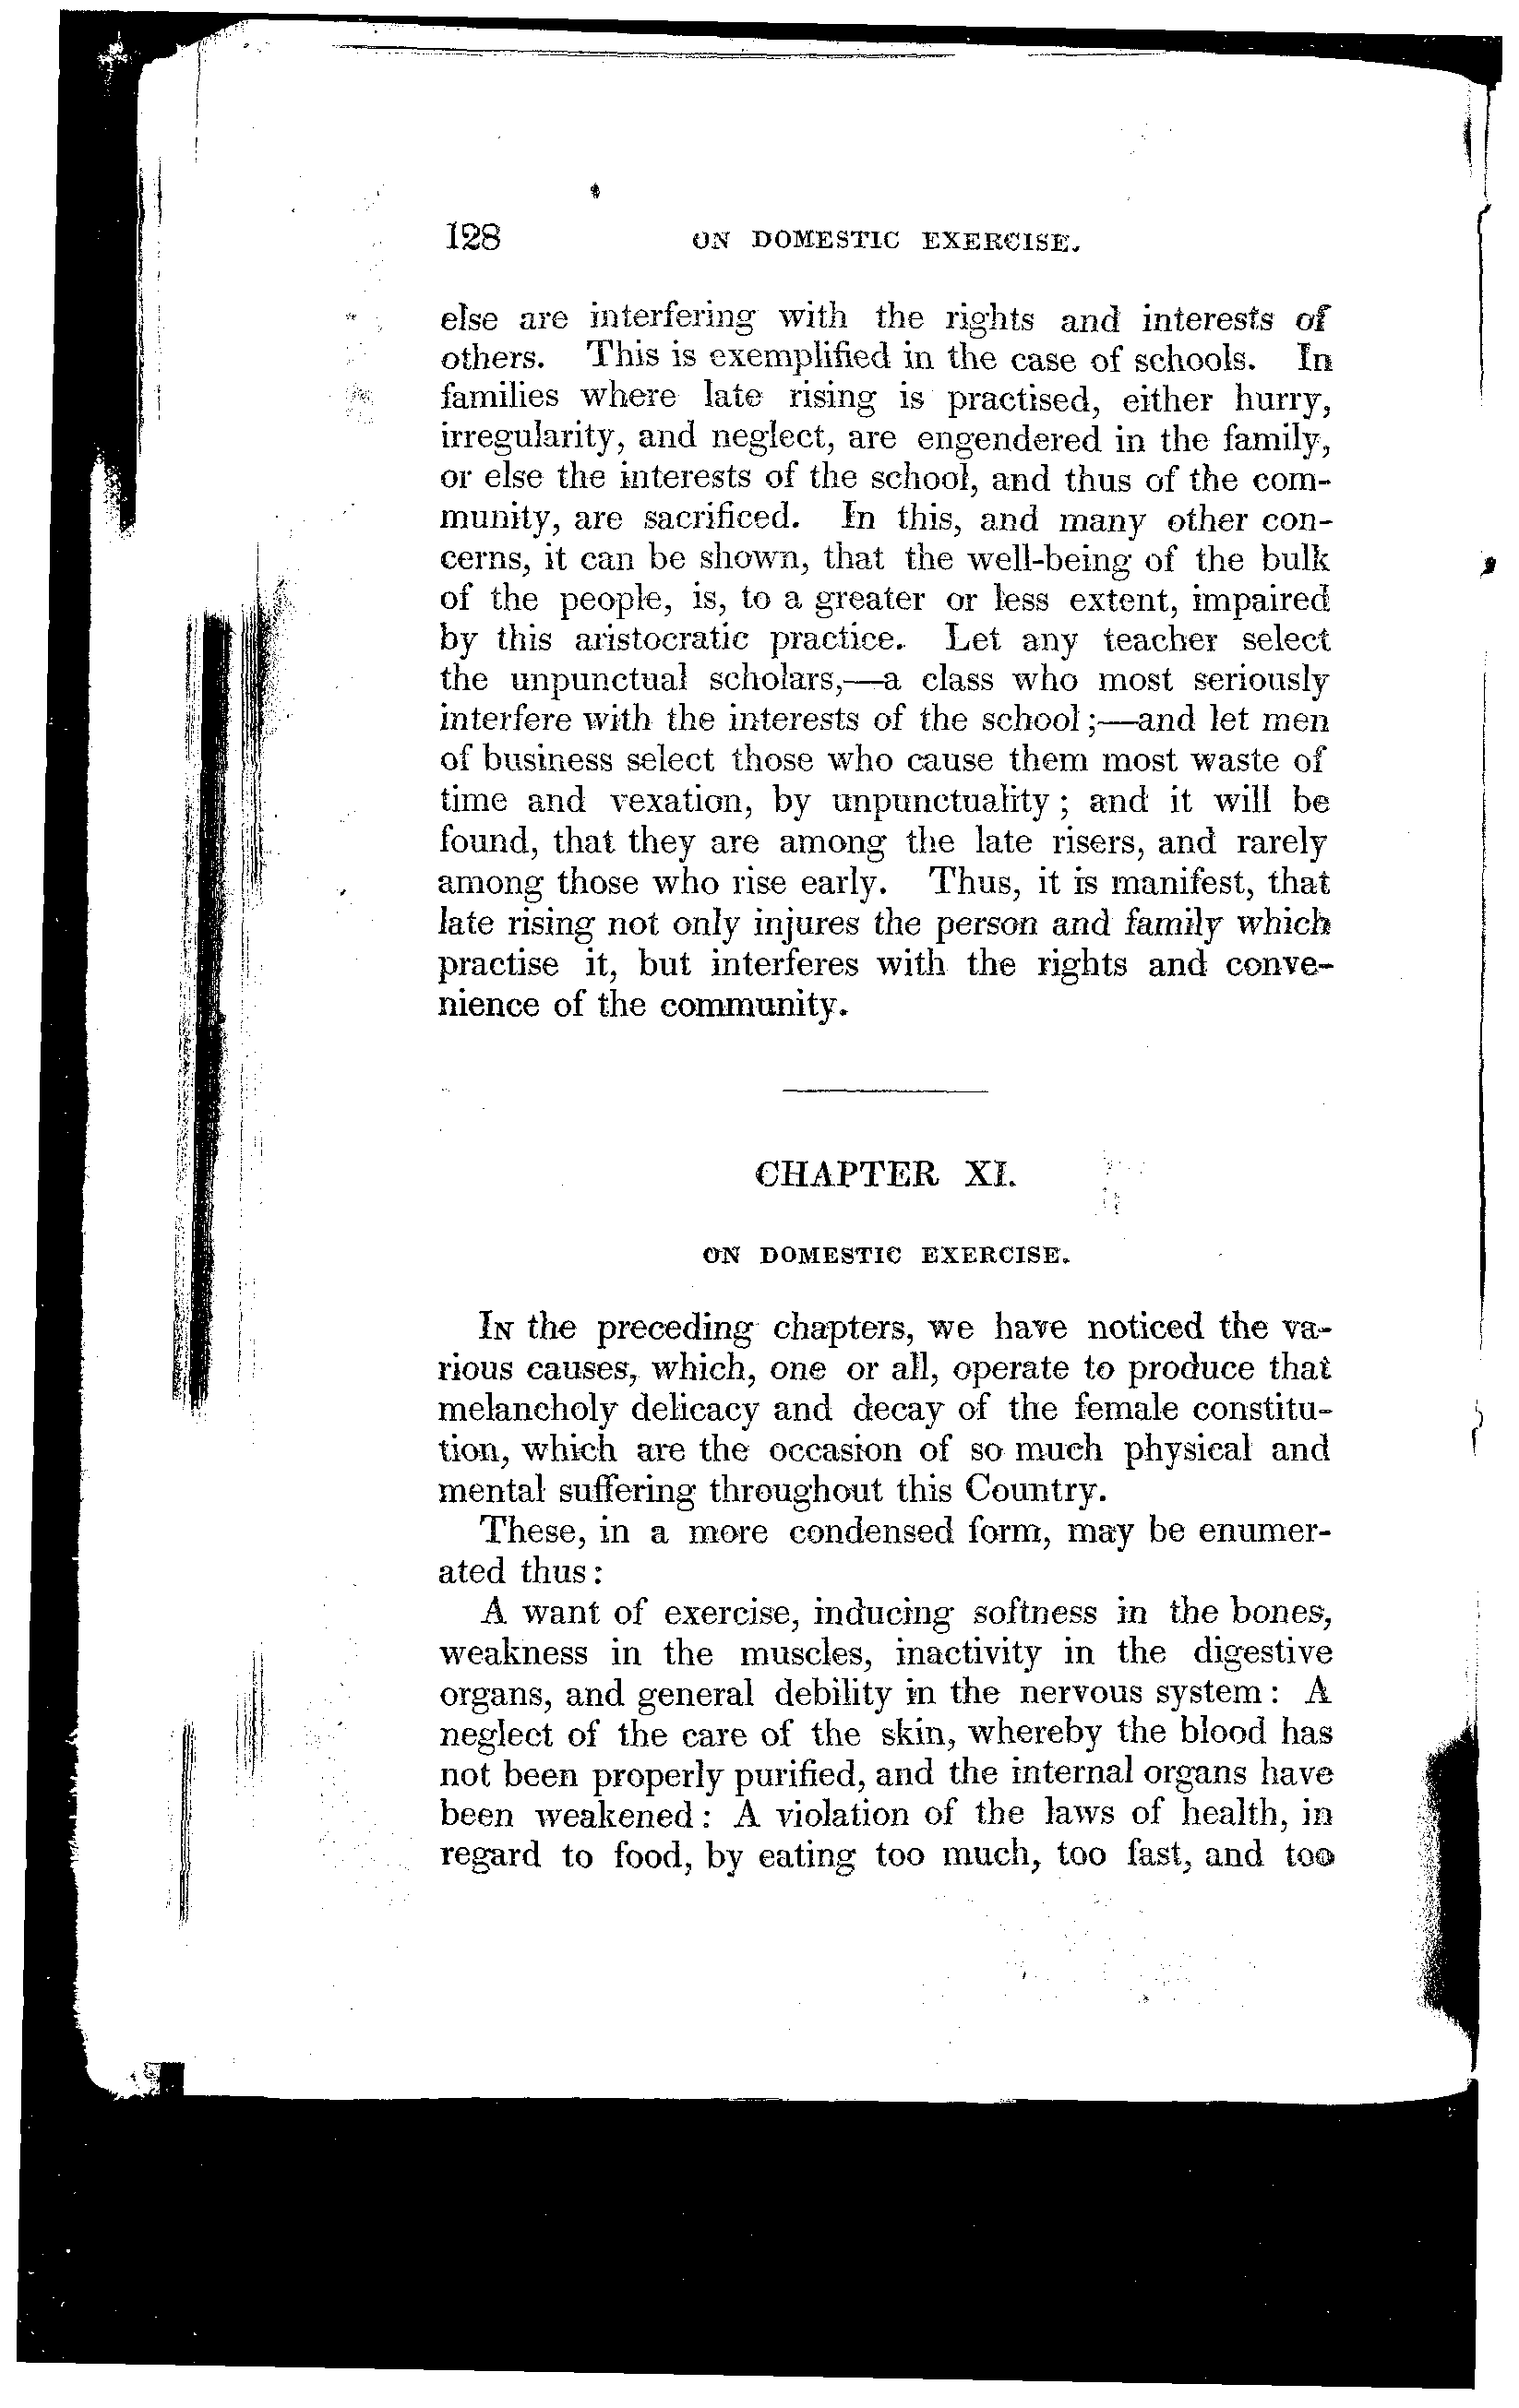 128 ON DOMESTIC EXERCISE.
else are interfering with the rights and interests of
others. This is exemplified in the case of schools. In
families where late rising is practised, either hurry,
irregularity, and neglect, are engendered in the family,
or else the interests of the school, and thus of the com-
munity, are sacrificed. In this, and many other con-
cerns, it can be shown, that the well-being of the bulk
of the people, is, to a greater or less extent, impaired
by this aristocratic practice. Let any teacher select
the unpunctual scholars,—a class who most seriously
interfere with the interests of the school;—and let men
of business select those who cause them most waste of
time and vexation, by unpunctuality; and it will be
found, that they are among the late risers, and rarely
among those who rise early. Thus, it is manifest, that
late rising not only injures the person and family which
practise it, but interferes with the rights and conve-
nience of the community.
CHAPTER XI.
ON DOMESTIC EXERCISE.
IN the preceding chapters, we have noticed the va-
rious causes, which, one or all, operate to produce that
melancholy delicacy and decay of the female constitu-
tion, which are the occasion of so much physical and
mental suffering throughout this Country.
These, in a more condensed form, may be enumer-
ated thus:
A want of exercise, inducing softness in the bones,
weakness in the muscles, inactivity in the digestive
organs, and general debility in the nervous system: A
neglect of the care of the skin, whereby the blood has
not been properly purified, and the internal organs have
been weakened: A violation of the laws of health, in
regard to food, by eating too much, too fast, and too